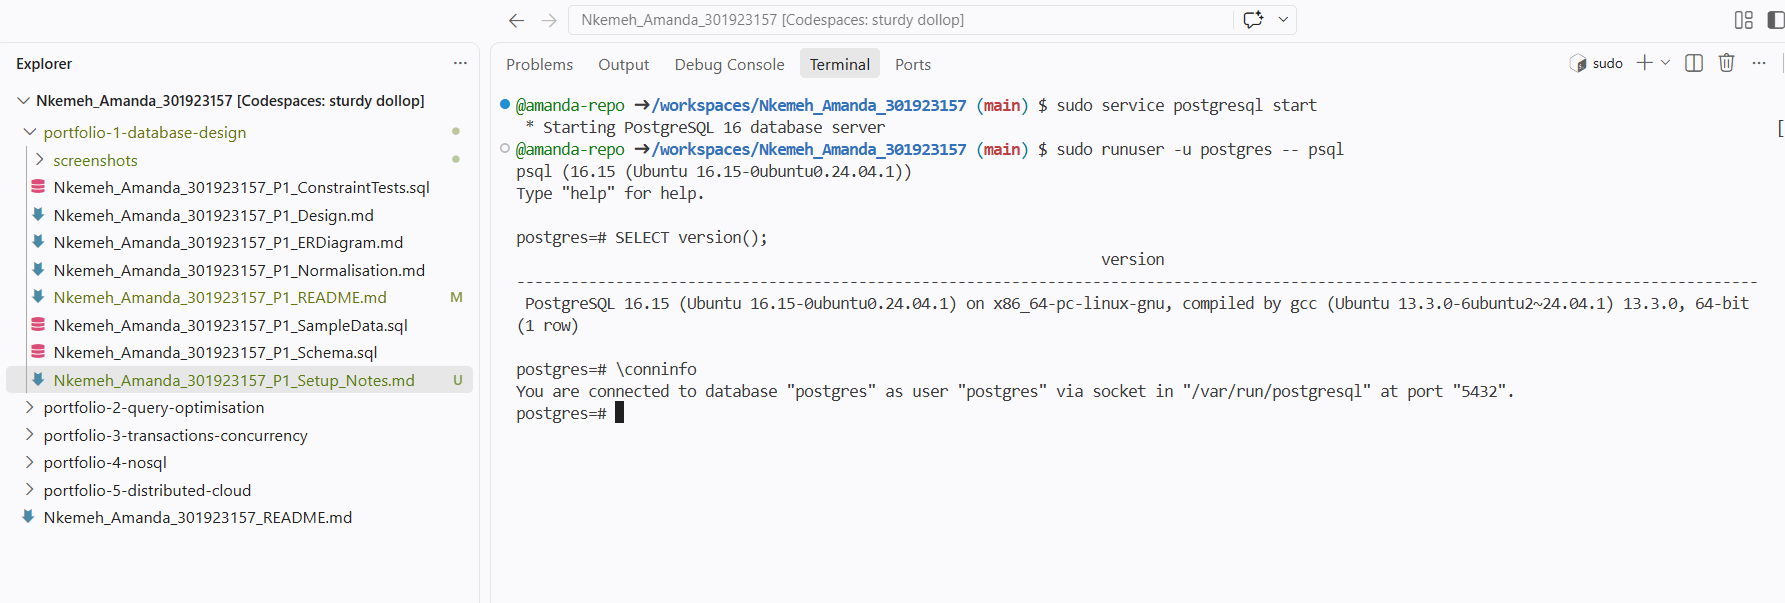 Nkemeh_Amanda_301923157 [Codespaces: sturdy dollop]
Explorer
Nkemeh_Amanda_301923157 [Codespaces: sturdy dollop]
portfolio-1-database-design
screenshots
Nkemeh_Amanda_301923157_P1_ConstraintTests.sql
Nkemeh_Amanda_301923157_P1_Design.md
Nkemeh_Amanda_301923157_P1_ERDiagram.md
Nkemeh_Amanda_301923157_P1_Normalisation.md
Nkemeh_Amanda_301923157_P1_README.md M
Nkemeh_Amanda_301923157_P1_SampleData.sql
Nkemeh_Amanda_301923157_P1_Schema.sql
Nkemeh_Amanda_301923157_P1_Setup_Notes.md U
portfolio-2-query-optimisation
portfolio-3-transactions-concurrency
portfolio-4-nosql
portfolio-5-distributed-cloud
Nkemeh_Amanda_301923157_README.md
Problems Output Debug Console Terminal Ports sudo
@amanda-repo ➜/workspaces/Nkemeh_Amanda_301923157 (main) $ sudo service postgresql start
* Starting PostgreSQL 16 database server [
@amanda-repo ➜/workspaces/Nkemeh_Amanda_301923157 (main) $ sudo runuser -u postgres -- psql
psql (16.15 (Ubuntu 16.15-0ubuntu0.24.04.1))
Type "help" for help.
postgres=# SELECT version();
version
PostgreSQL 16.15 (Ubuntu 16.15-0ubuntu0.24.04.1) on x86_64-pc-linux-gnu, compiled by gcc (Ubuntu 13.3.0-6ubuntu2~24.04.1) 13.3.0, 64-bit
(1 row)
postgres=# \conninfo
You are connected to database "postgres" as user "postgres" via socket in "/var/run/postgresql" at port "5432".
postgres=#